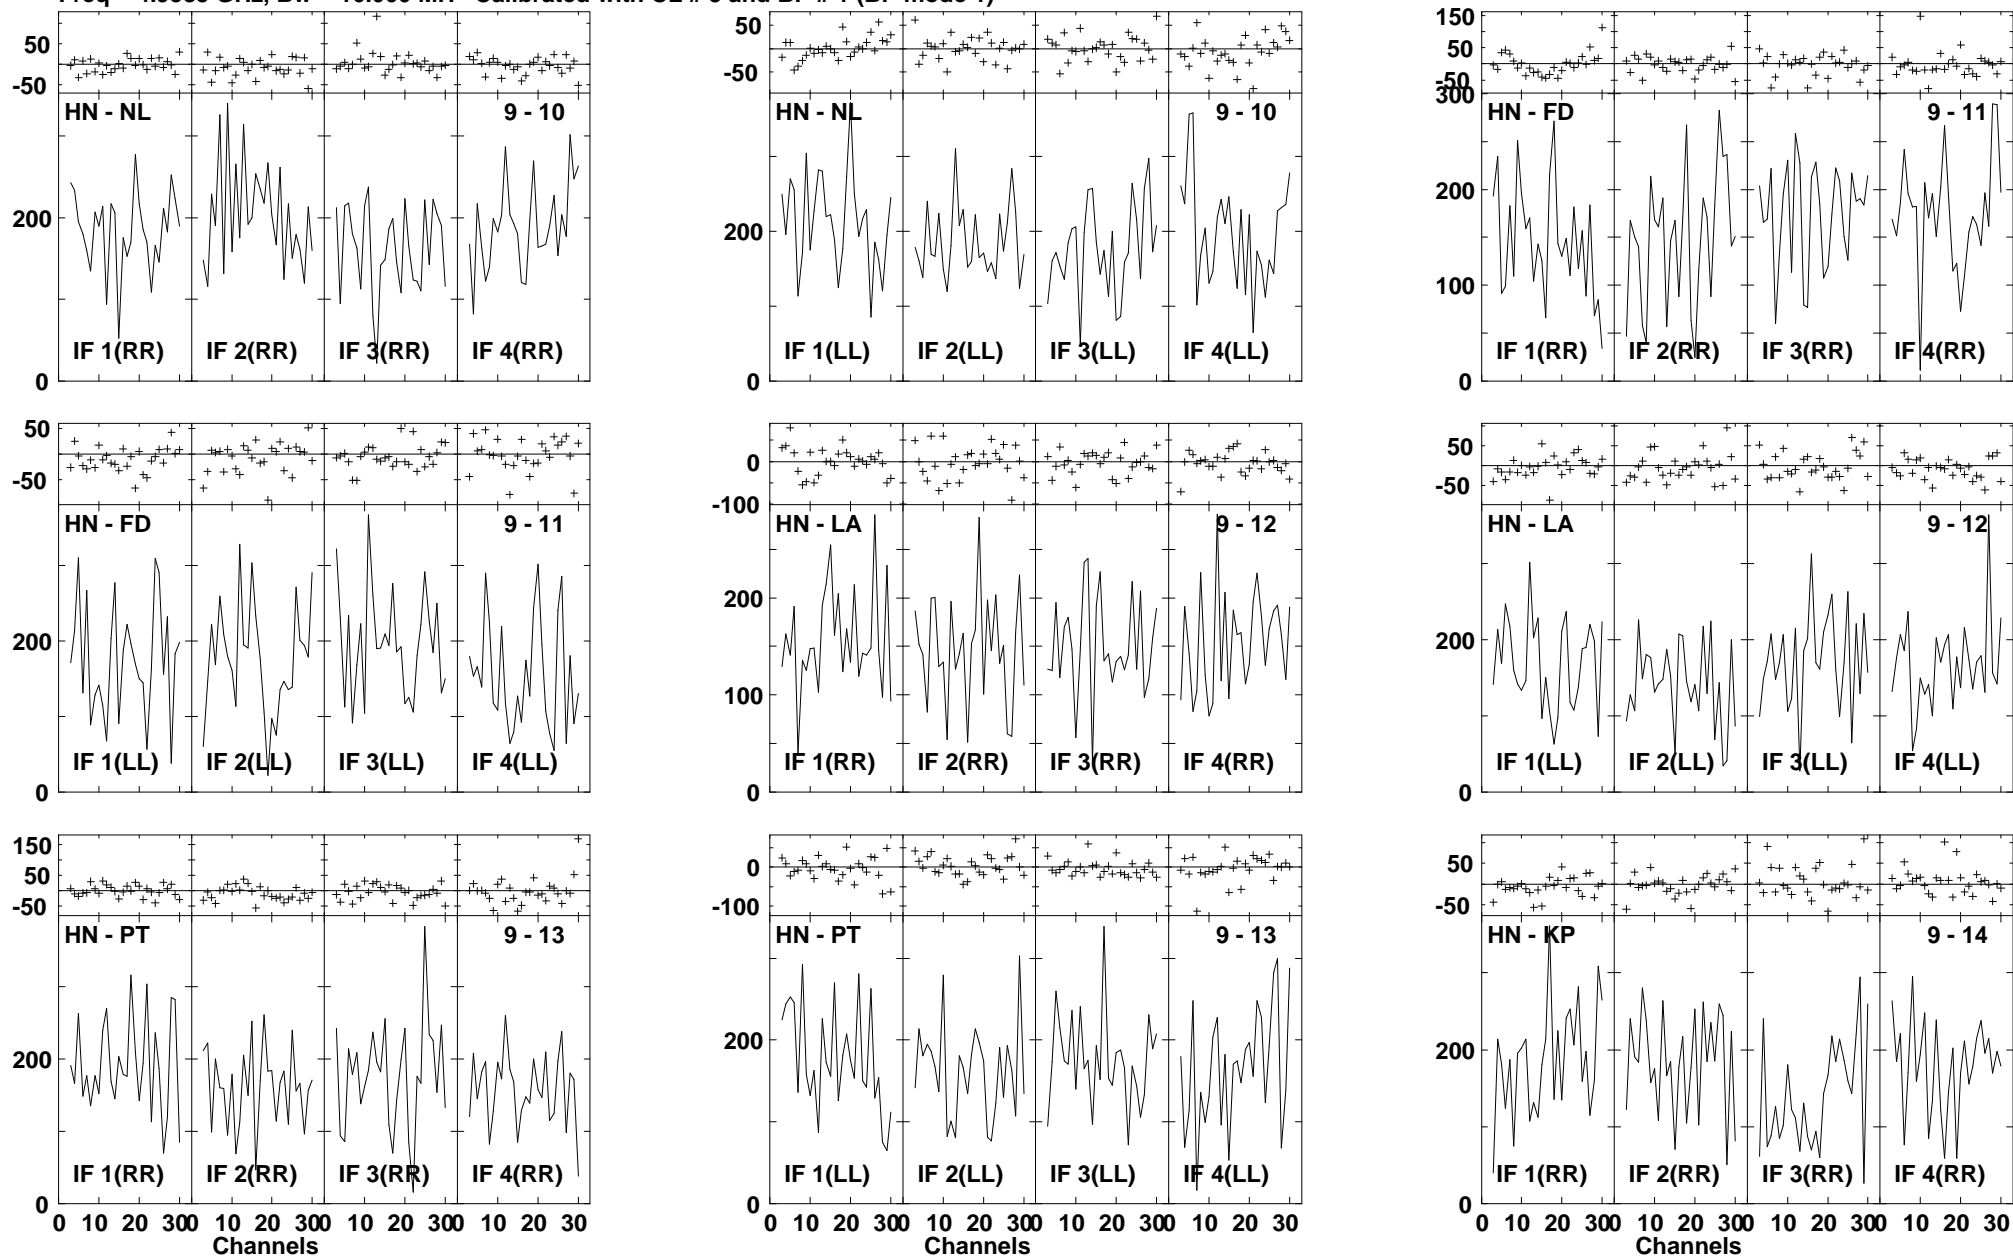 50
-50
HN - NL 9 - 10
200
0
IF 1(RR) IF 2(RR) IF 3(RR) IF 4(RR)
50
-50
HN - NL 9 - 10
200
0
IF 1(LL) IF 2(LL) IF 3(LL) IF 4(LL)
150
50
-50
300
HN - FD 9 - 11
200
100
0
IF 1(RR) IF 2(RR) IF 3(RR) IF 4(RR)
50
-50
HN - FD 9 - 11
200
0
IF 1(LL) IF 2(LL) IF 3(LL) IF 4(LL)
0
-100
HN - LA 9 - 12
200
100
0
IF 1(RR) IF 2(RR) IF 3(RR) IF 4(RR)
50
-50
HN - LA 9 - 12
200
0
IF 1(LL) IF 2(LL) IF 3(LL) IF 4(LL)
150
50
-50
HN - PT 9 - 13
200
0
IF 1(RR) IF 2(RR) IF 3(RR) IF 4(RR)
0 10 20 30 0 10 20 30 0 10 20 30 0 10 20 30
Channels
0
-100
HN - PT 9 - 13
200
0
IF 1(LL) IF 2(LL) IF 3(LL) IF 4(LL)
0 10 20 30 0 10 20 30 0 10 20 30 0 10 20 30
Channels
50
-50
HN - KP 9 - 14
200
0
IF 1(RR) IF 2(RR) IF 3(RR) IF 4(RR)
0 10 20 30 0 10 20 30 0 10 20 30 0 10 20 30
Channels